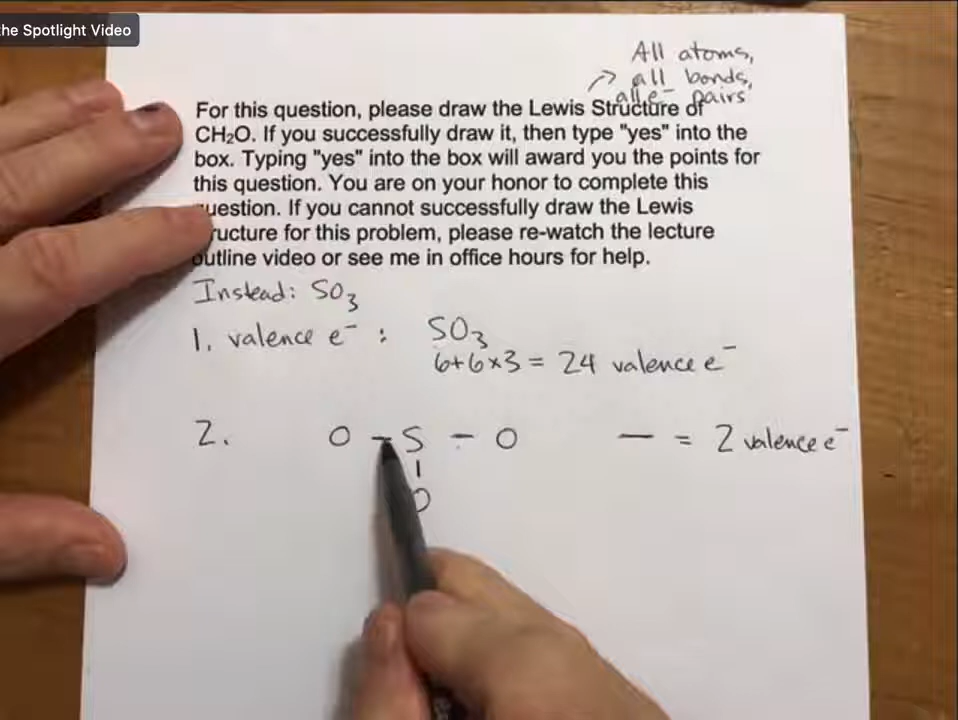 the Spotlight Video
All atoms,
all bonds,
all e⁻ pairs
For this question, please draw the Lewis Structure of
CH₂O. If you successfully draw it, then type "yes" into the
box. Typing "yes" into the box will award you the points for
this question. You are on your honor to complete this
uestion. If you cannot successfully draw the Lewis
ructure for this problem, please re-watch the lecture
outline video or see me in office hours for help.
Instead: SO₃
1. valence e⁻ : SO₃
6+6×3 = 24 valence e⁻
2. O - S - O — = 2 valence e⁻
|
O